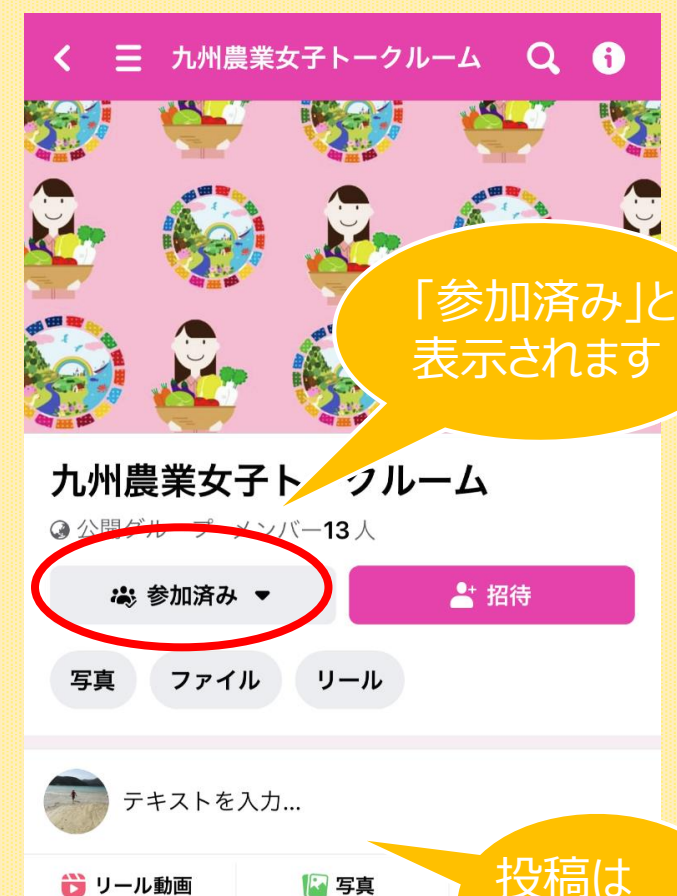 九州農業女子トークルーム
「参加済み」と
表示されます
九州農業女子トークルーム
公開グループ・メンバー13人
参加済み
招待
写真
ファイル
リール
テキストを入力...
リール動画
写真
投稿は